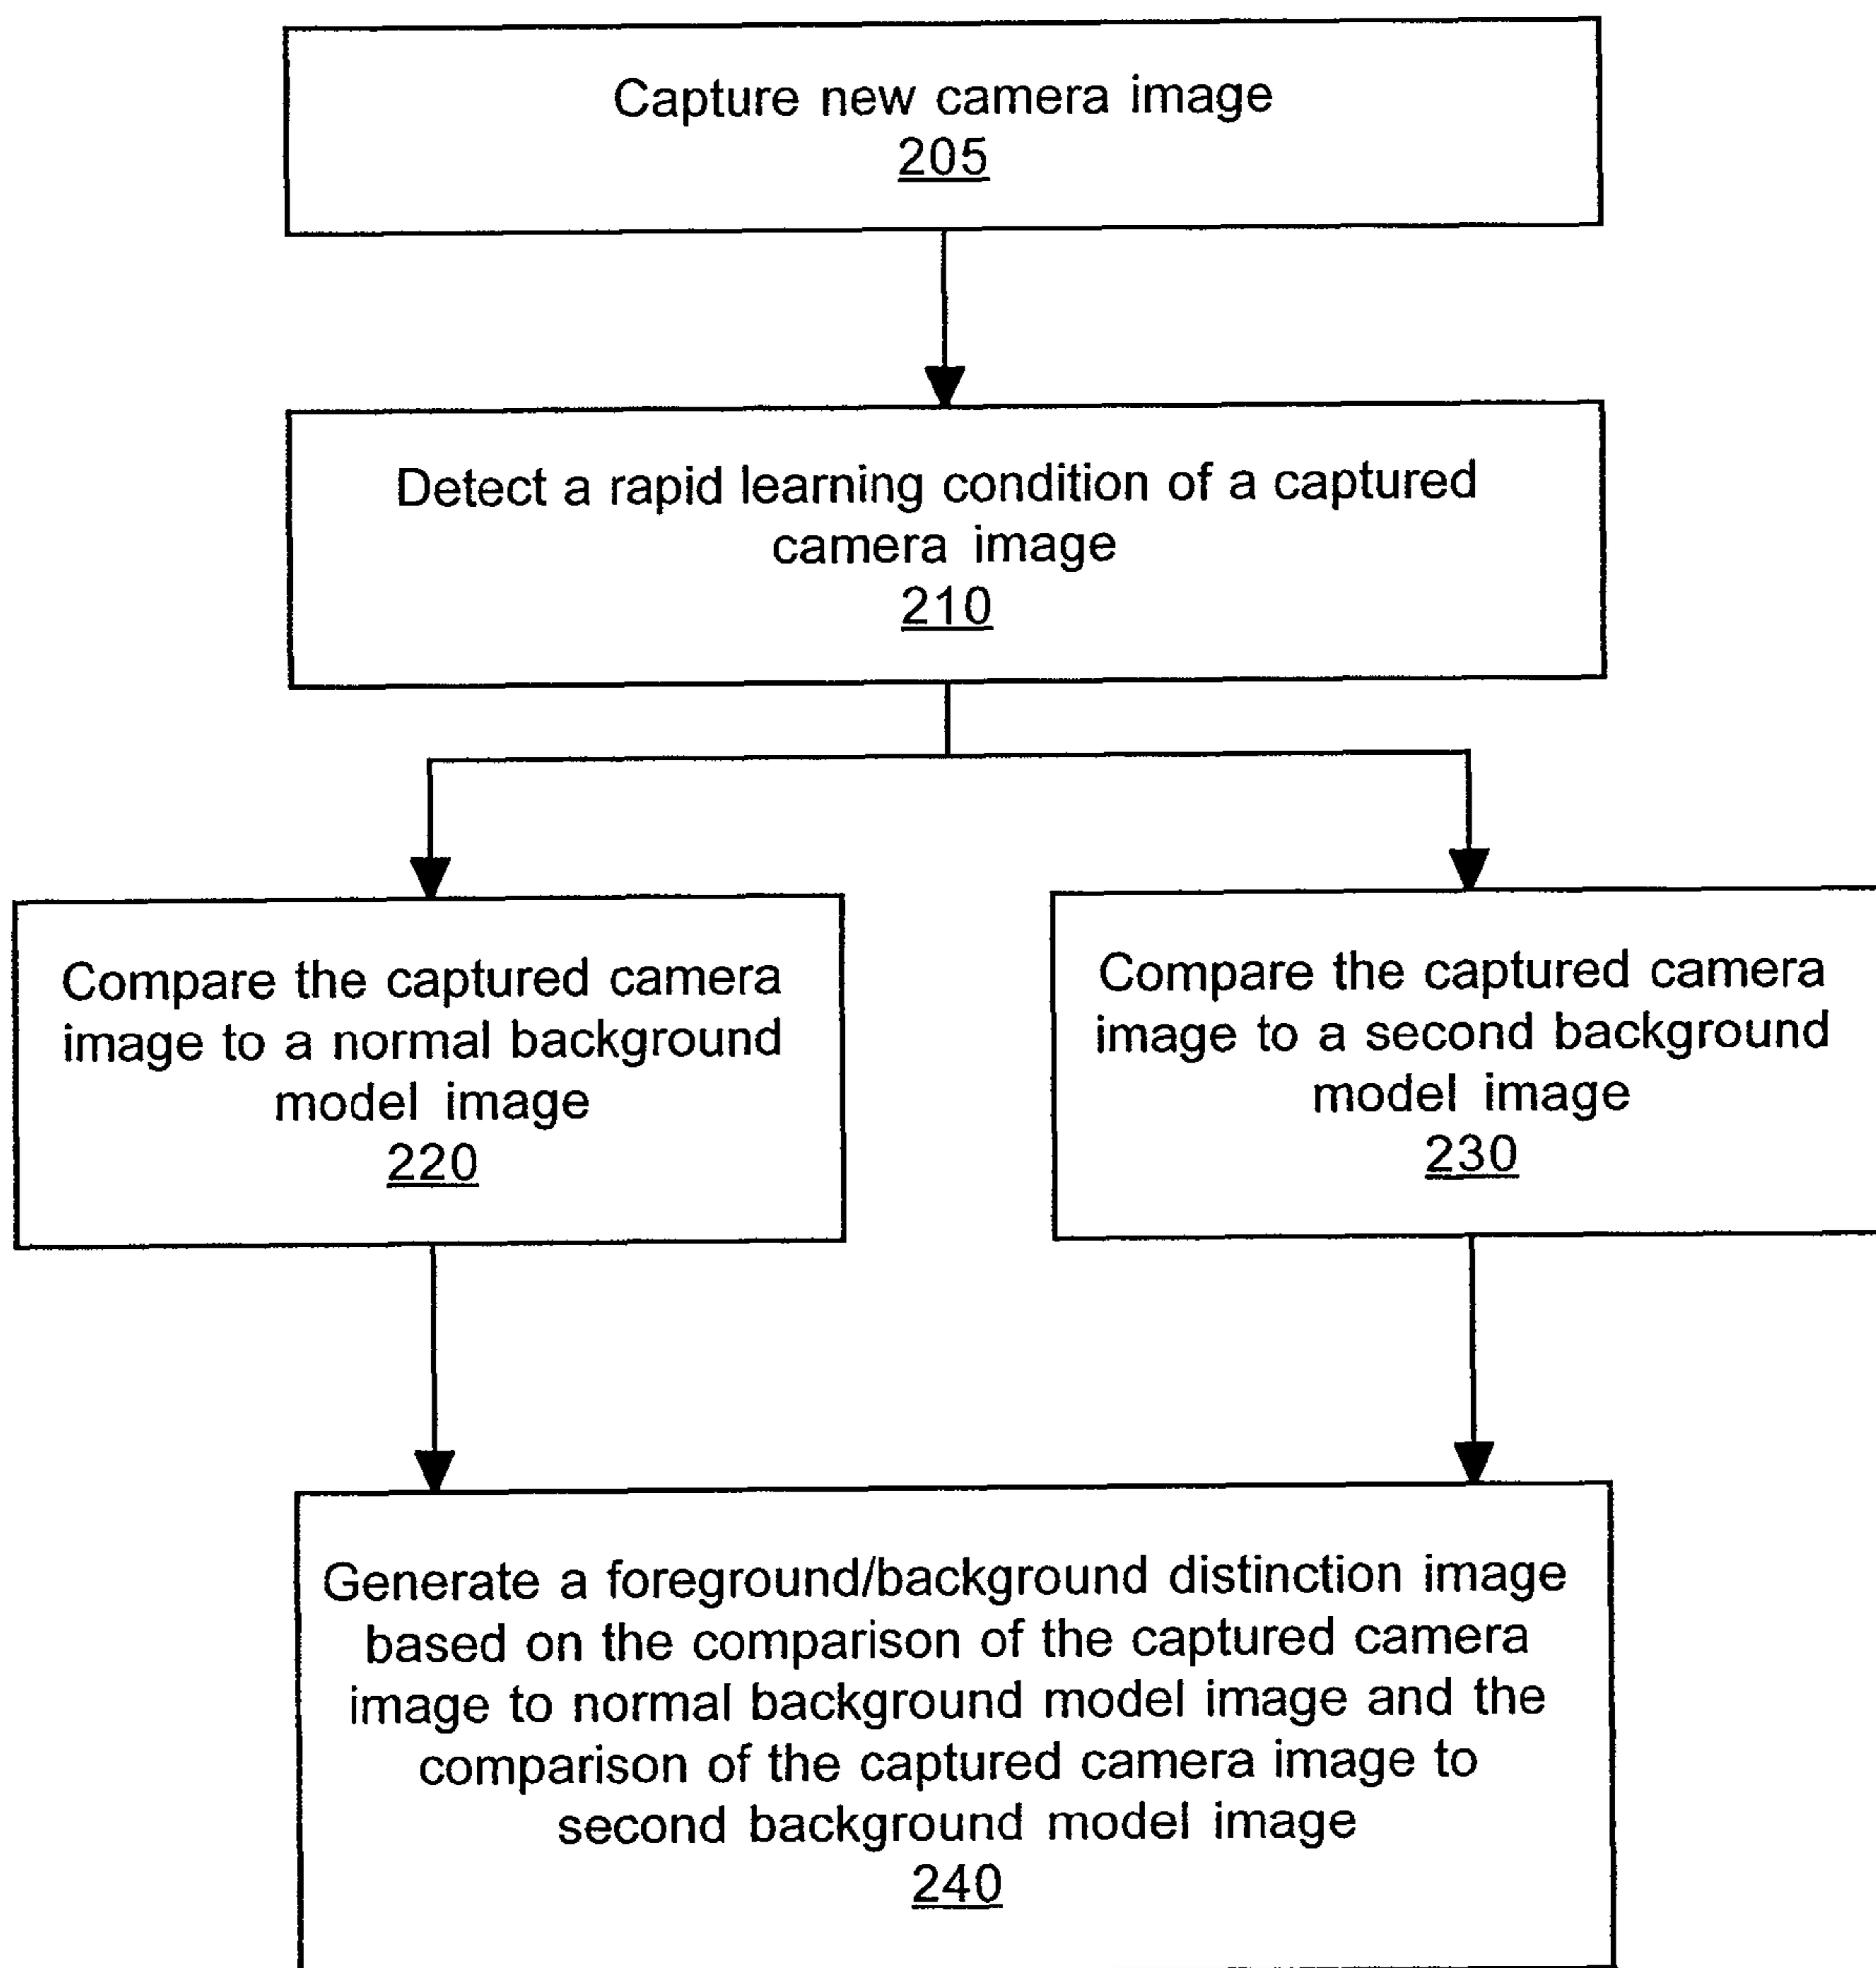 Capture new camera image
205
Detect a rapid learning condition of a captured
camera image
210
Compare the captured camera
image to a normal background
model image
220
Compare the captured camera
image to a second background
model image
230
Generate a foreground/background distinction image
based on the comparison of the captured camera
image to normal background model image and the
comparison of the captured camera image to
second background model image
240